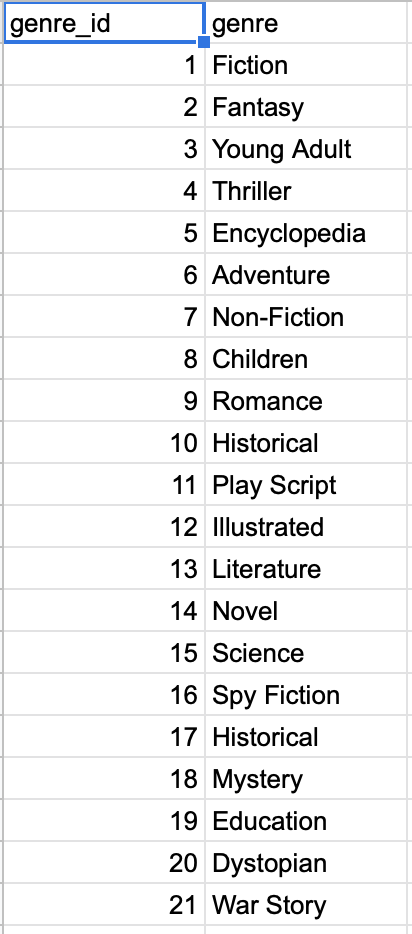 genre_id genre
1 Fiction
2 Fantasy
3 Young Adult
4 Thriller
5 Encyclopedia
6 Adventure
7 Non-Fiction
8 Children
9 Romance
10 Historical
11 Play Script
12 Illustrated
13 Literature
14 Novel
15 Science
16 Spy Fiction
17 Historical
18 Mystery
19 Education
20 Dystopian
21 War Story